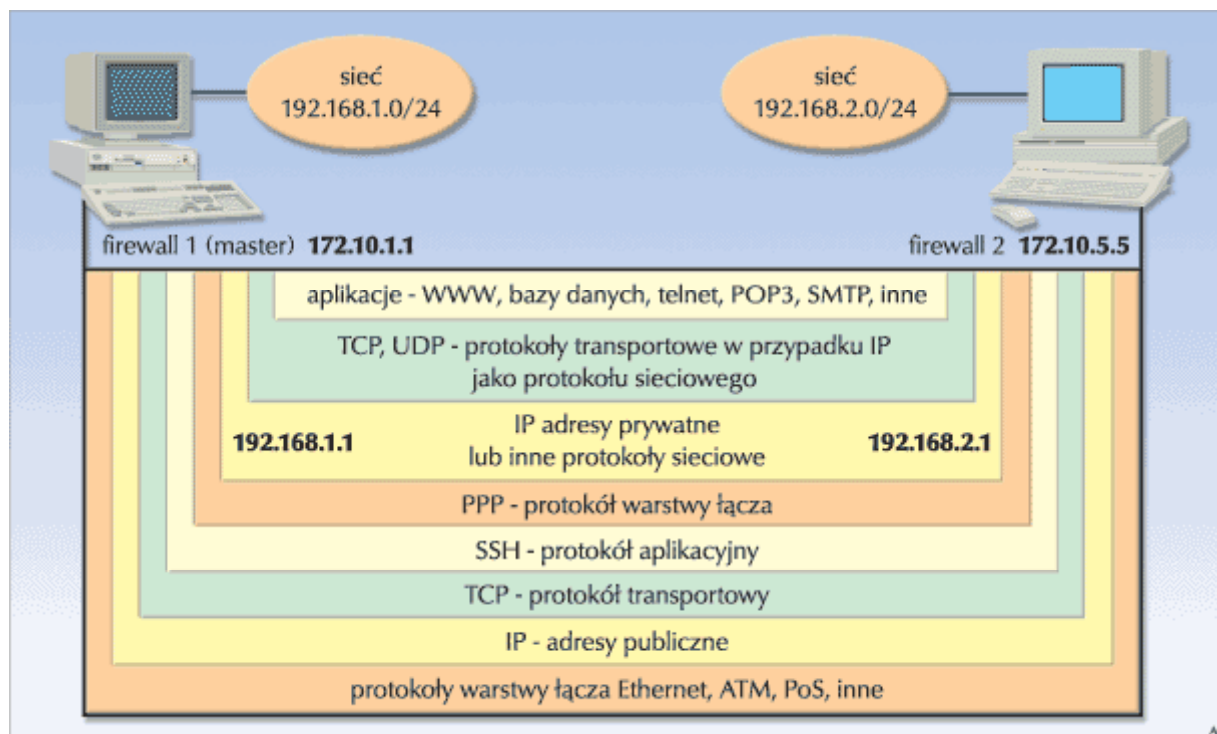 sieć
192.168.1.0/24
sieć
192.168.2.0/24
firewall 1 (master) 172.10.1.1
firewall 2 172.10.5.5
aplikacje - WWW, bazy danych, telnet, POP3, SMTP, inne
TCP, UDP - protokoły transportowe w przypadku IP
jako protokołu sieciowego
IP adresy prywatne
lub inne protokoły sieciowe
192.168.1.1
192.168.2.1
PPP - protokół warstwy łącza
SSH - protokół aplikacyjny
TCP - protokół transportowy
IP - adresy publiczne
protokoły warstwy łącza Ethernet, ATM, PoS, inne